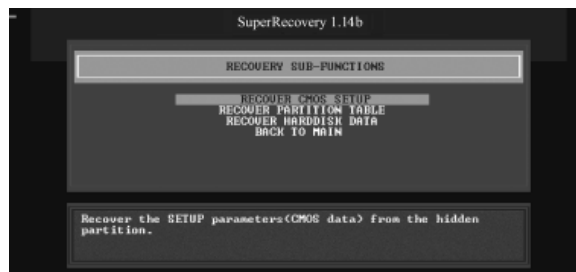 SuperRecovery 1.14b
RECOVERY SUB-FUNCTIONS
RECOVER CMOS SETUP
RECOVER PARTITION TABLE
RECOVER HARDDISK DATA
BACK TO MAIN
Recover the SETUP parameters(CMOS data) from the hidden
partition.